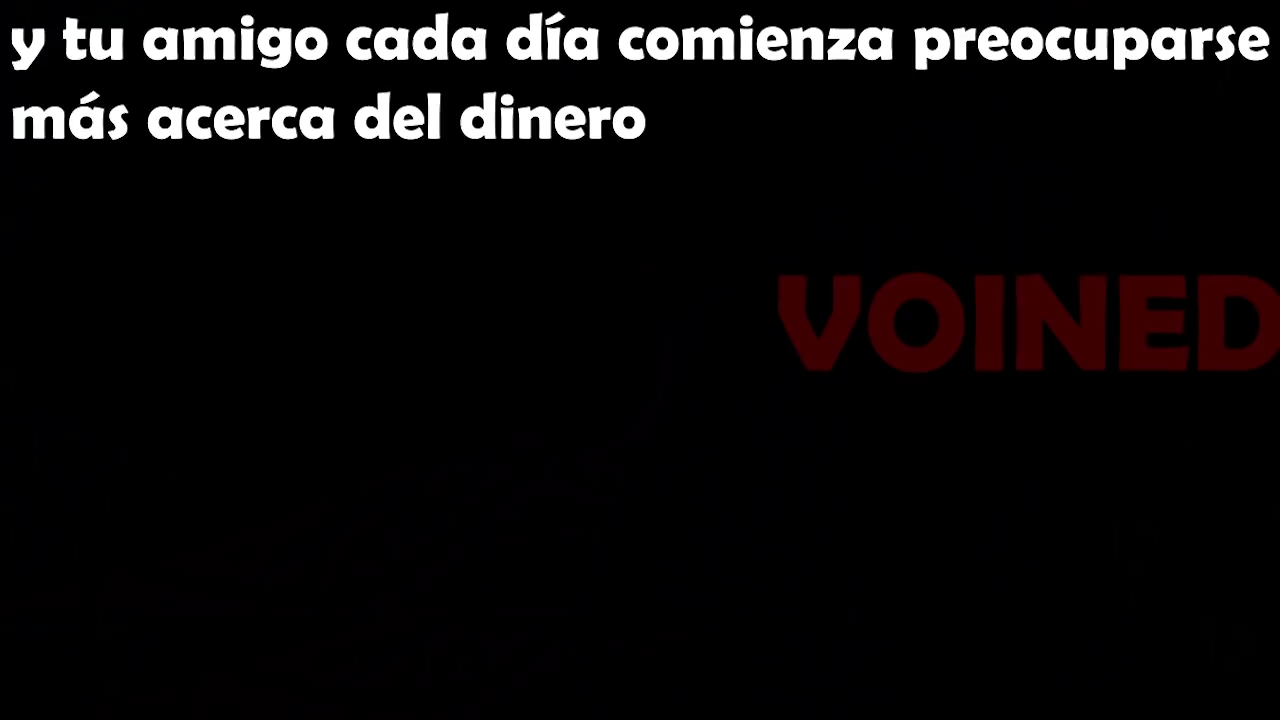 y tu amigo cada día comienza preocuparse
más acerca del dinero
VOINED